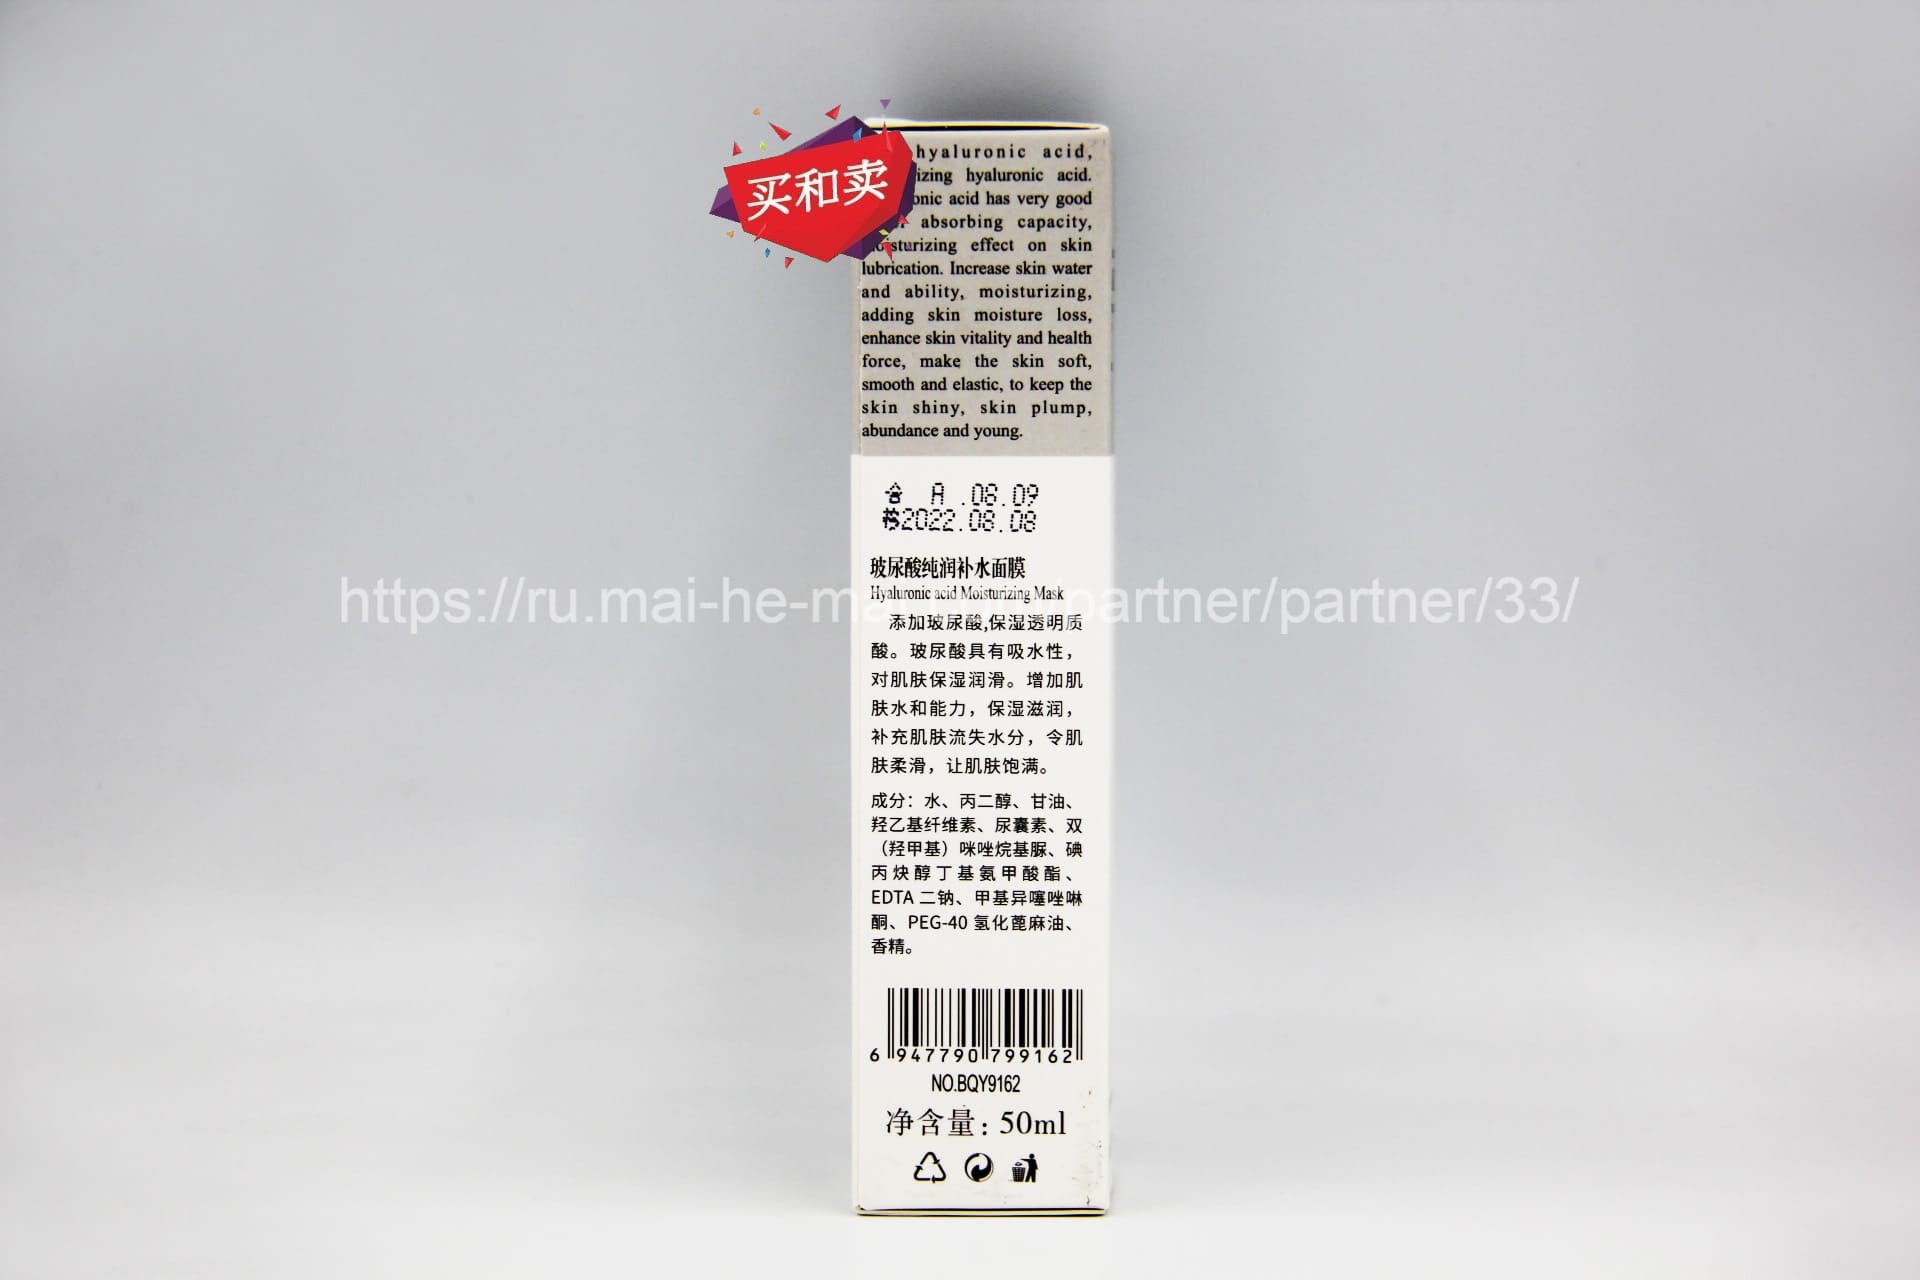 买和卖
hyaluronic acid,
hyaluronic acid.
acid has very good
absorbing capacity,
effect on skin
lubrication. Increase skin water
and ability, moisturizing,
adding skin moisture loss,
enhance skin vitality and health
force, make the skin soft,
smooth and elastic, to keep the
skin shiny, skin plump,
abundance and young.
A .08.09
2022.08.08
玻尿酸纯润补水面膜
Hyaluronic acid Moisturizing Mask
https://ru.mai-he-mai.com/partner/partner/33/
添加玻尿酸,保湿透明质
酸。玻尿酸具有吸水性，
对肌肤保湿润滑。增加肌
肤水和能力，保湿滋润，
补充肌肤流失水分，令肌
肤柔滑，让肌肤饱满。
成分：水、丙二醇、甘油、
羟乙基纤维素、尿囊素、双
（羟甲基）咪唑烷基脲、碘
丙炔醇丁基氨甲酸酯、
EDTA 二钠、甲基异噻唑啉
酮、PEG-40 氢化蓖麻油、
香精。
6 947790 799162
NO.BQY9162
净含量: 50ml